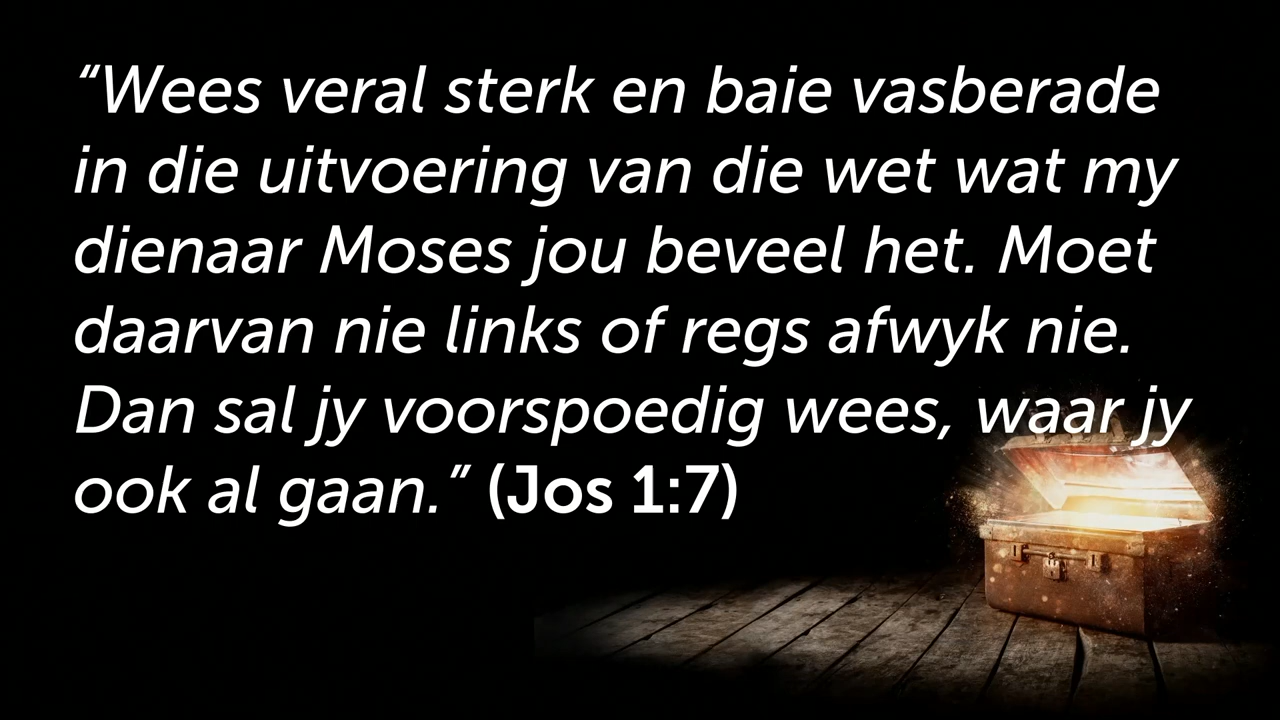 “Wees veral sterk en baie vasberade
in die uitvoering van die wet wat my
dienaar Moses jou beveel het. Moet
daarvan nie links of regs afwyk nie.
Dan sal jy voorspoedig wees, waar jy
ook al gaan.” (Jos 1:7)